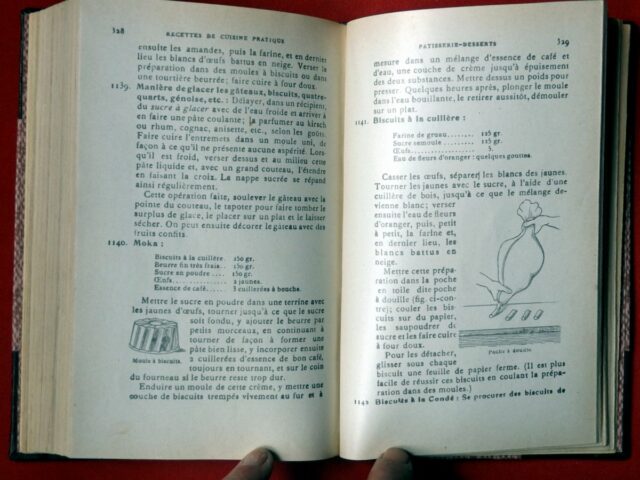 328 RECETTES DE CUISINE PRATIQUE
ensuite les amandes, puis la farine, et en dernier
lieu les blancs d'œufs battus en neige. Verser la
préparation dans des moules à biscuits ou dans
une tourtière beurrée; faire cuire à four doux.
1139. Manière de glacer les gâteaux, biscuits, quatre-
quarts, génoise, etc. : Délayer, dans un récipient,
du sucre à glacer avec de l'eau froide et arriver à
en faire une pâte coulante; la parfumer au kirsch
ou rhum, cognac, anisette, etc., selon les goûts.
Faire cuire l'entremets dans un moule uni, de
façon à ce qu'il ne présente aucune aspérité. Lors-
qu'il est froid, verser dessus et au milieu cette
pâte liquide et, avec un grand couteau, l'étendre
en faisant la croix. La nappe sucrée se répand
ainsi régulièrement.
Cette opération faite, soulever le gâteau avec la
pointe du couteau, le tapoter pour faire tomber le
surplus de glace, le placer sur un plat et le laisser
sécher. On peut ensuite décorer le gâteau avec des
fruits confits.
1140. Moka :
Biscuits à la cuillère 150 gr.
Beurre fin très frais... 150 gr.
Sucre en poudre .... 150 gr.
Œufs............... 2 jaunes.
Essence de café...... 3 cuillerées à bouche.
Mettre le sucre en poudre dans une terrine avec
les jaunes d'œufs, tourner jusqu'à ce que le sucre
soit fondu, y ajouter le beurre par
petits morceaux, en continuant à
tourner de façon à former une
pâte bien lisse, y incorporer ensuite
3 cuillerées d'essence de bon café,
Moule à biscuits.
toujours en tournant, et sur le coin
du fourneau si le beurre reste trop dur.
Enduire un moule de cette crème, y mettre une
couche de biscuits trempés vivement au fur et à
PATISSERIE-DESSERTS 329
mesure dans un mélange d'essence de café et
d'eau, une couche de crème jusqu'à épuisement
des deux substances. Mettre dessus un poids pour
presser. Quelques heures après, plonger le moule
dans l'eau bouillante, le retirer aussitôt, démouler
sur un plat.
1141. Biscuits à la cuillère :
Farine de gruau....... 125 gr.
Sucre semoule ........ 125 gr.
Œufs................ 5.
Eau de fleurs d'oranger : quelques gouttes.
Casser les œufs, séparer les blancs des jaunes.
Tourner les jaunes avec le sucre, à l'aide d'une
cuillère de bois, jusqu'à ce que le mélange de-
vienne blanc; verser
ensuite l'eau de fleurs
d'oranger, puis, petit
à petit, la farine et,
en dernier lieu, les
blancs battus en
neige.
Mettre cette pré-
paration dans la poche
en toile dite poche
à douille (fig. ci-con-
tre); couler les bis-
cuits sur du papier,
les saupoudrer de
sucre et les faire cuire
à four doux.
Poche à douille.
Pour les détacher,
glisser sous chaque
biscuit une feuille de papier ferme. (Il est plus
facile de réussir ces biscuits en coulant la prépa-
ration dans des moules.)
1142. Biscuits à la Condé : Se procurer des biscuits de